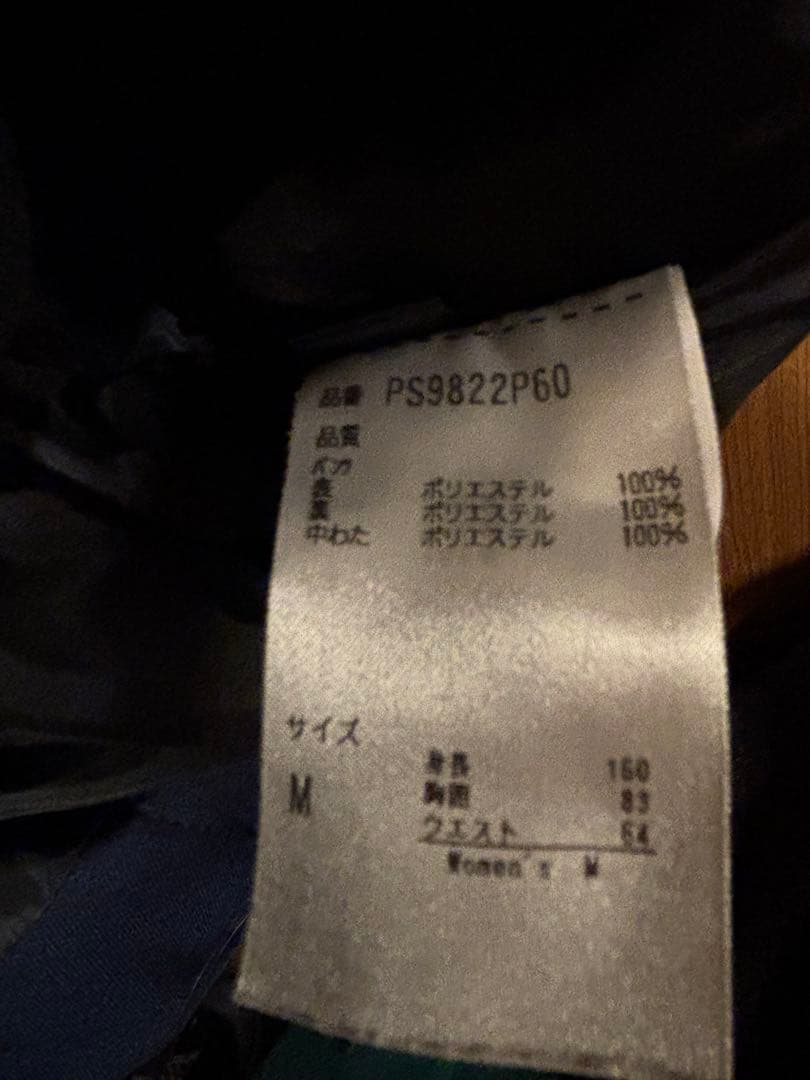 品番 PS9822P60
品質
パンツ
表 ポリエステル 100%
裏 ポリエステル 100%
中わた ポリエステル 100%
サイズ
M
身長 160
胸囲 83
ウエスト 64
Women's M